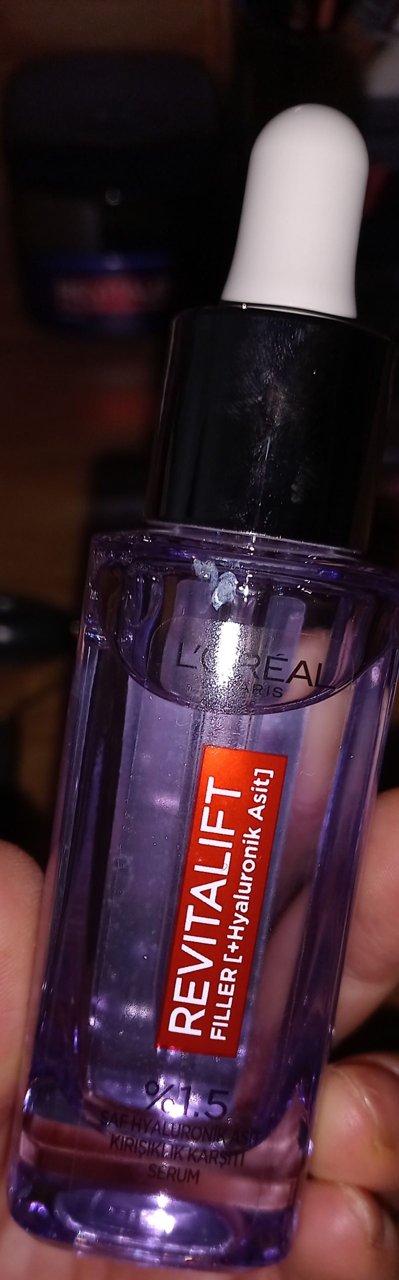 L'ORÉAL
PARIS
REVITALIFT
FILLER [+Hyaluronik Asit]
%1.5
SAF HYALURONİK ASİT
KIRIŞIKLIK KARŞITI
SERUM